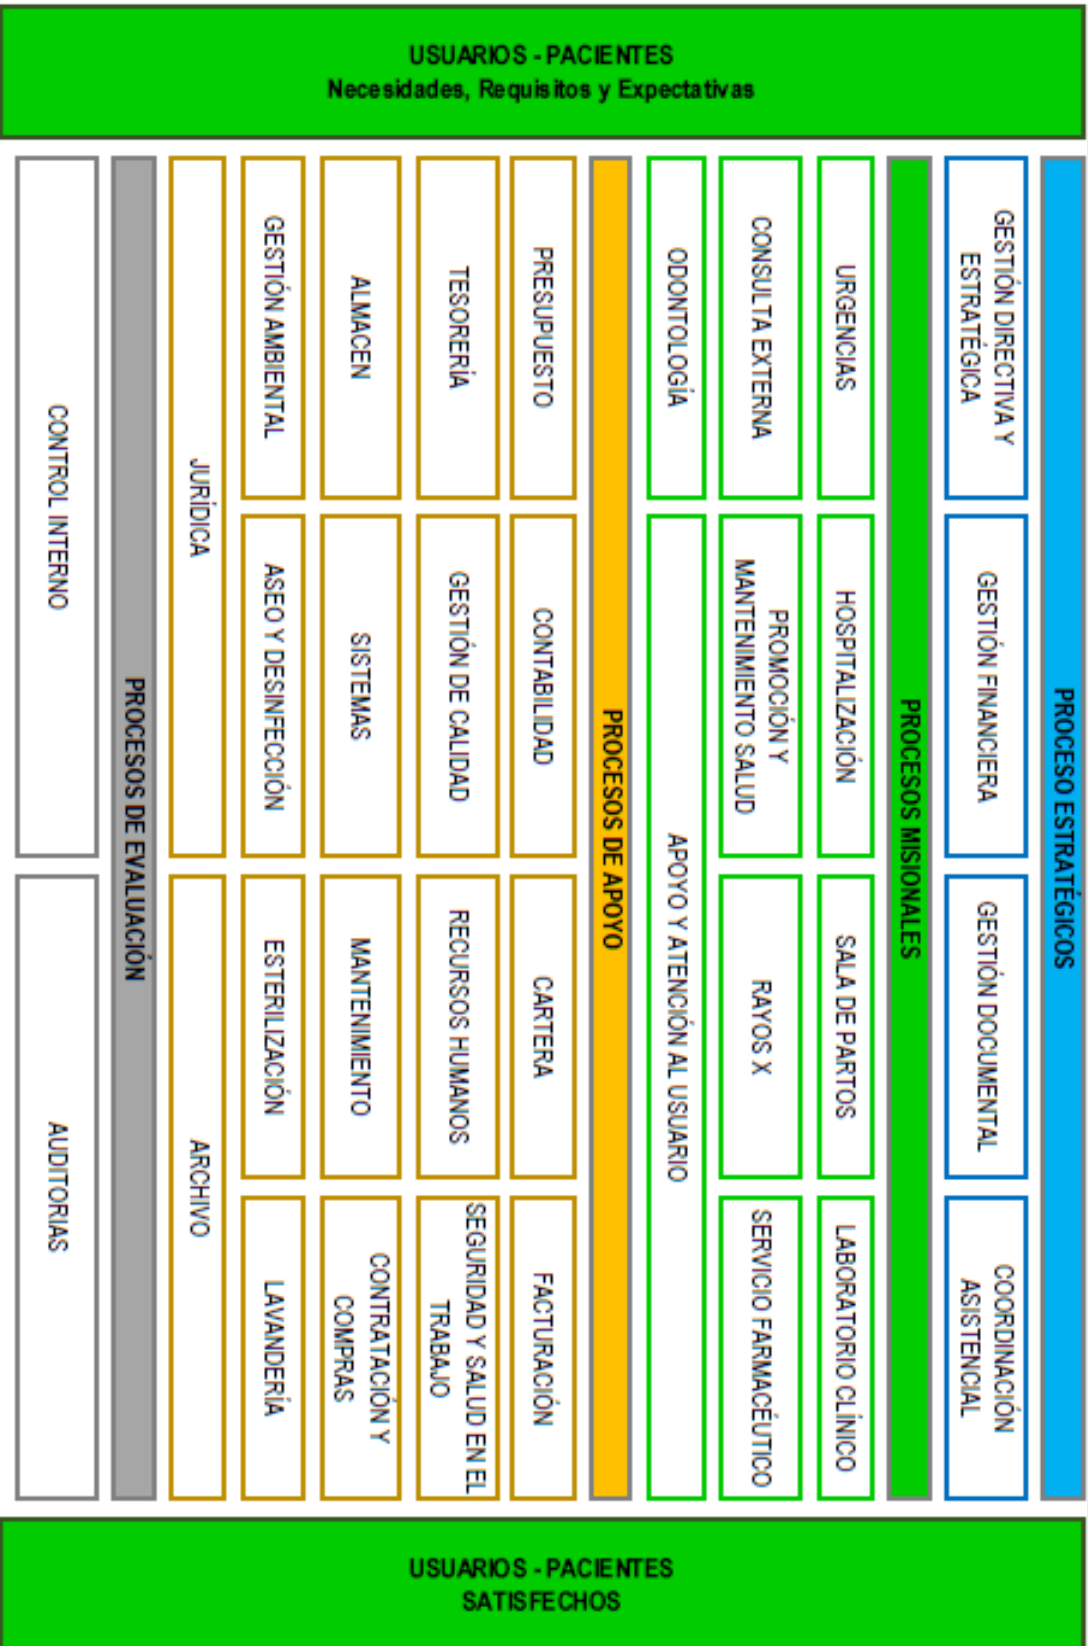 USUARIOS - PACIENTES
Necesidades, Requisitos y Expectativas
PROCESO ESTRATÉGICOS
GESTIÓN DIRECTIVA Y
ESTRATÉGICA
GESTIÓN FINANCIERA
GESTIÓN DOCUMENTAL
COORDINACIÓN
ASISTENCIAL
PROCESOS MISIONALES
URGENCIAS
HOSPITALIZACIÓN
SALA DE PARTOS
LABORATORIO CLÍNICO
CONSULTA EXTERNA
PROMOCIÓN Y
MANTENIMIENTO SALUD
RAYOS X
SERVICIO FARMACÉUTICO
ODONTOLOGÍA
APOYO Y ATENCIÓN AL USUARIO
PROCESOS DE APOYO
PRESUPUESTO
CONTABILIDAD
CARTERA
FACTURACIÓN
TESORERÍA
GESTIÓN DE CALIDAD
RECURSOS HUMANOS
SEGURIDAD Y SALUD EN EL
TRABAJO
ALMACEN
SISTEMAS
MANTENIMIENTO
CONTRATACIÓN Y
COMPRAS
GESTIÓN AMBIENTAL
ASEO Y DESINFECCIÓN
ESTERILIZACIÓN
LAVANDERÍA
JURÍDICA
ARCHIVO
PROCESOS DE EVALUACIÓN
CONTROL INTERNO
AUDITORIAS
USUARIOS - PACIENTES
SATISFECHOS